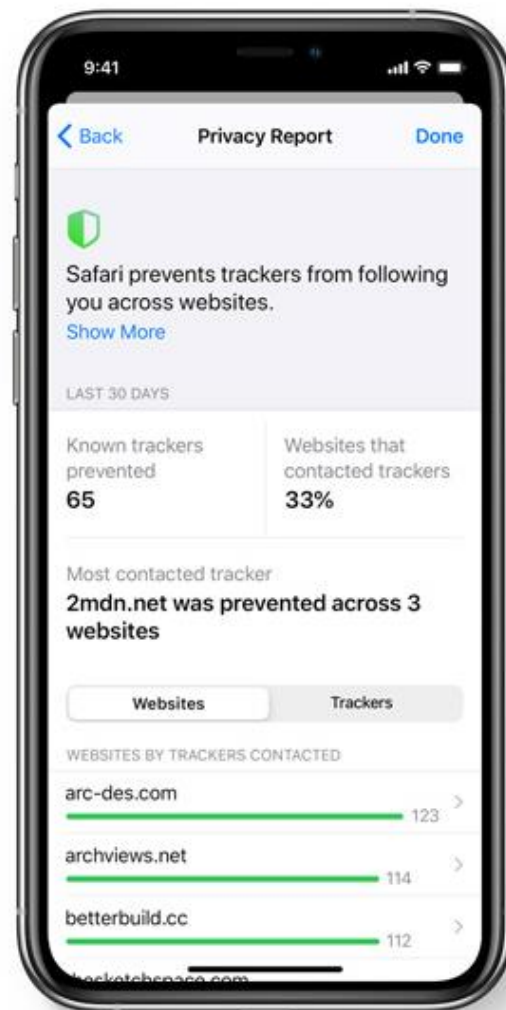 9:41
Back Privacy Report Done
Safari prevents trackers from following
you across websites.
Show More
LAST 30 DAYS
Known trackers
prevented
65
Websites that
contacted trackers
33%
Most contacted tracker
2mdn.net was prevented across 3
websites
Websites Trackers
WEBSITES BY TRACKERS CONTACTED
arc-des.com
123
archviews.net
114
betterbuild.cc
112